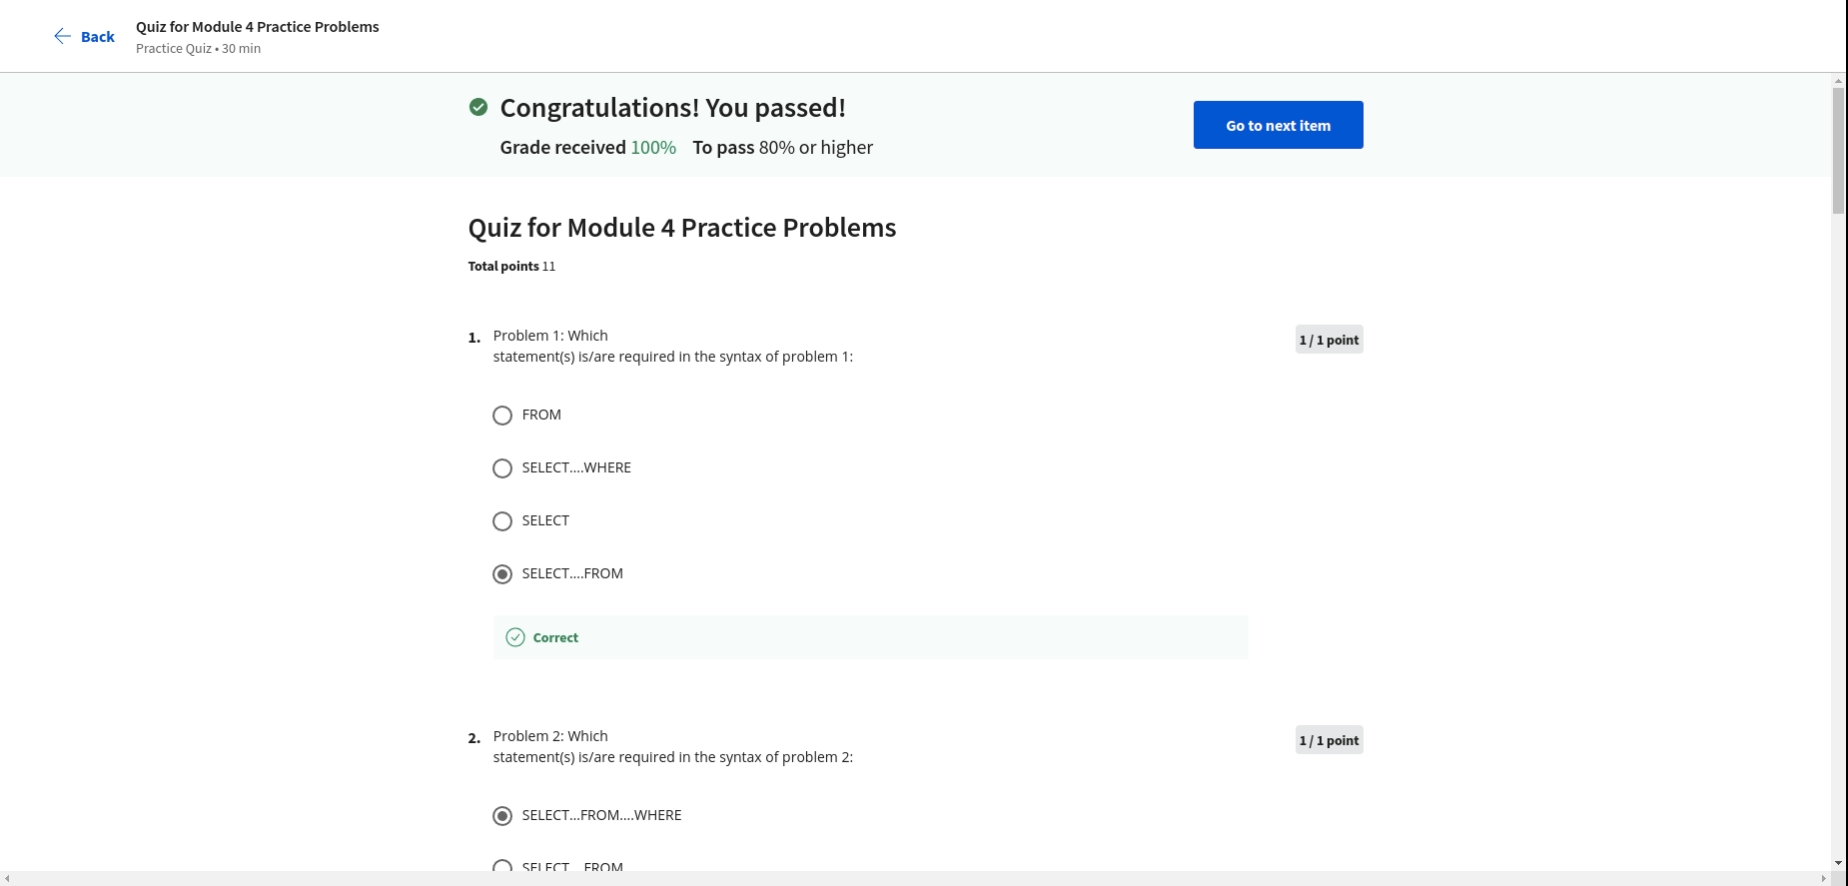 Back
Quiz for Module 4 Practice Problems
Practice Quiz • 30 min
Congratulations! You passed!
Grade received 100% To pass 80% or higher
Go to next item
Quiz for Module 4 Practice Problems
Total points 11
1. Problem 1: Which
statement(s) is/are required in the syntax of problem 1:
1 / 1 point
FROM
SELECT....WHERE
SELECT
SELECT....FROM
Correct
2. Problem 2: Which
statement(s) is/are required in the syntax of problem 2:
1 / 1 point
SELECT...FROM....WHERE
SELECT....FROM